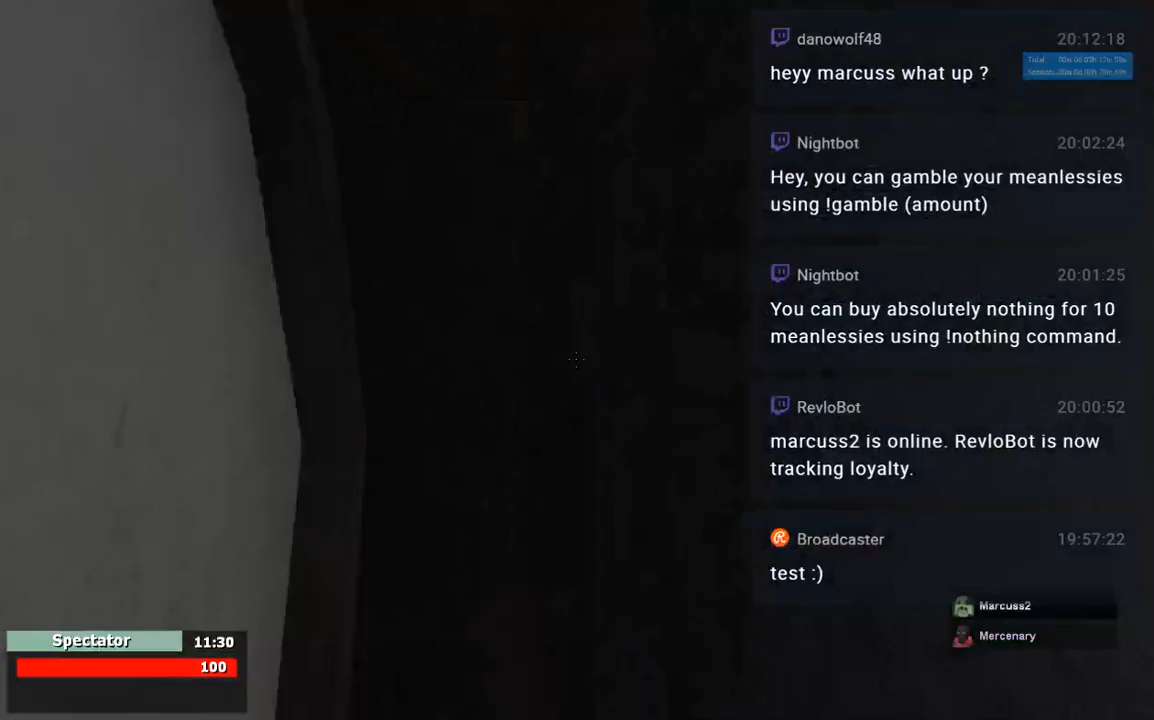 danowolf48 20:12:18
heyy marcuss what up ?
Total:
Session:
Nightbot 20:02:24
Hey, you can gamble your meanlessies
using !gamble (amount)
Nightbot 20:01:25
You can buy absolutely nothing for 10
meanlessies using !nothing command.
RevloBot 20:00:52
marcuss2 is online. RevloBot is now
tracking loyalty.
Broadcaster 19:57:22
test :)
Marcuss2
Mercenary
Spectator 11:30
100